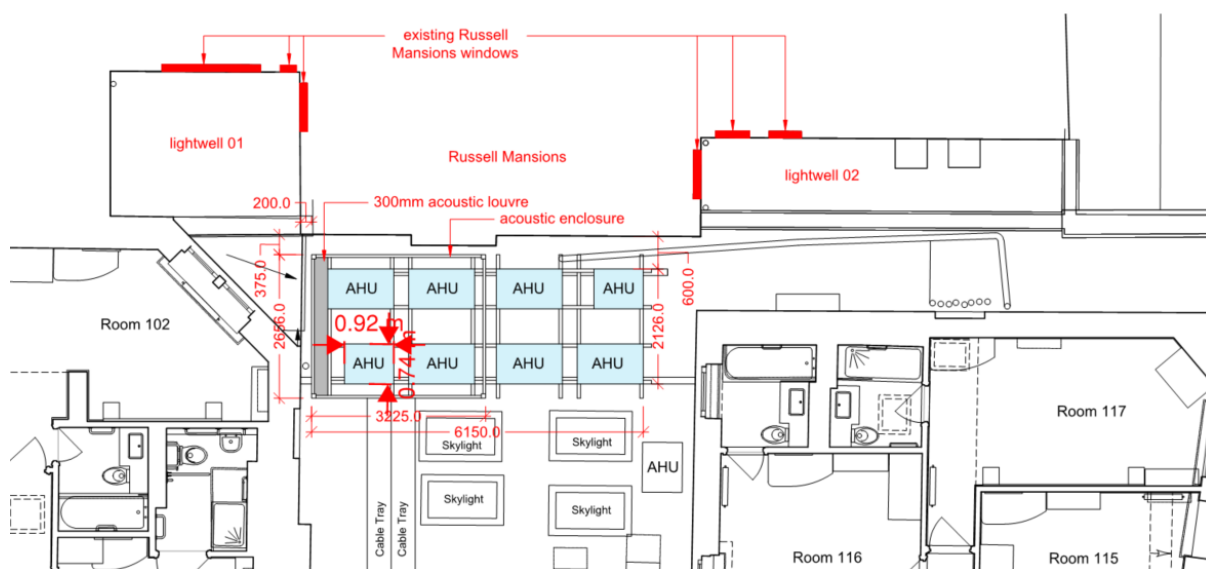 existing Russell
Mansions windows
lightwell 01
Russell Mansions
lightwell 02
200.0
300mm acoustic louvre
acoustic enclosure
375.0
600.0
AHU
AHU
AHU
AHU
Room 102
0.92 m
2666.0
2126.0
AHU
AHU
AHU
AHU
0.74 m
3225.0
6150.0
Room 117
Skylight
Skylight
AHU
Skylight
Skylight
Cable Tray
Cable Tray
Room 116
Room 115